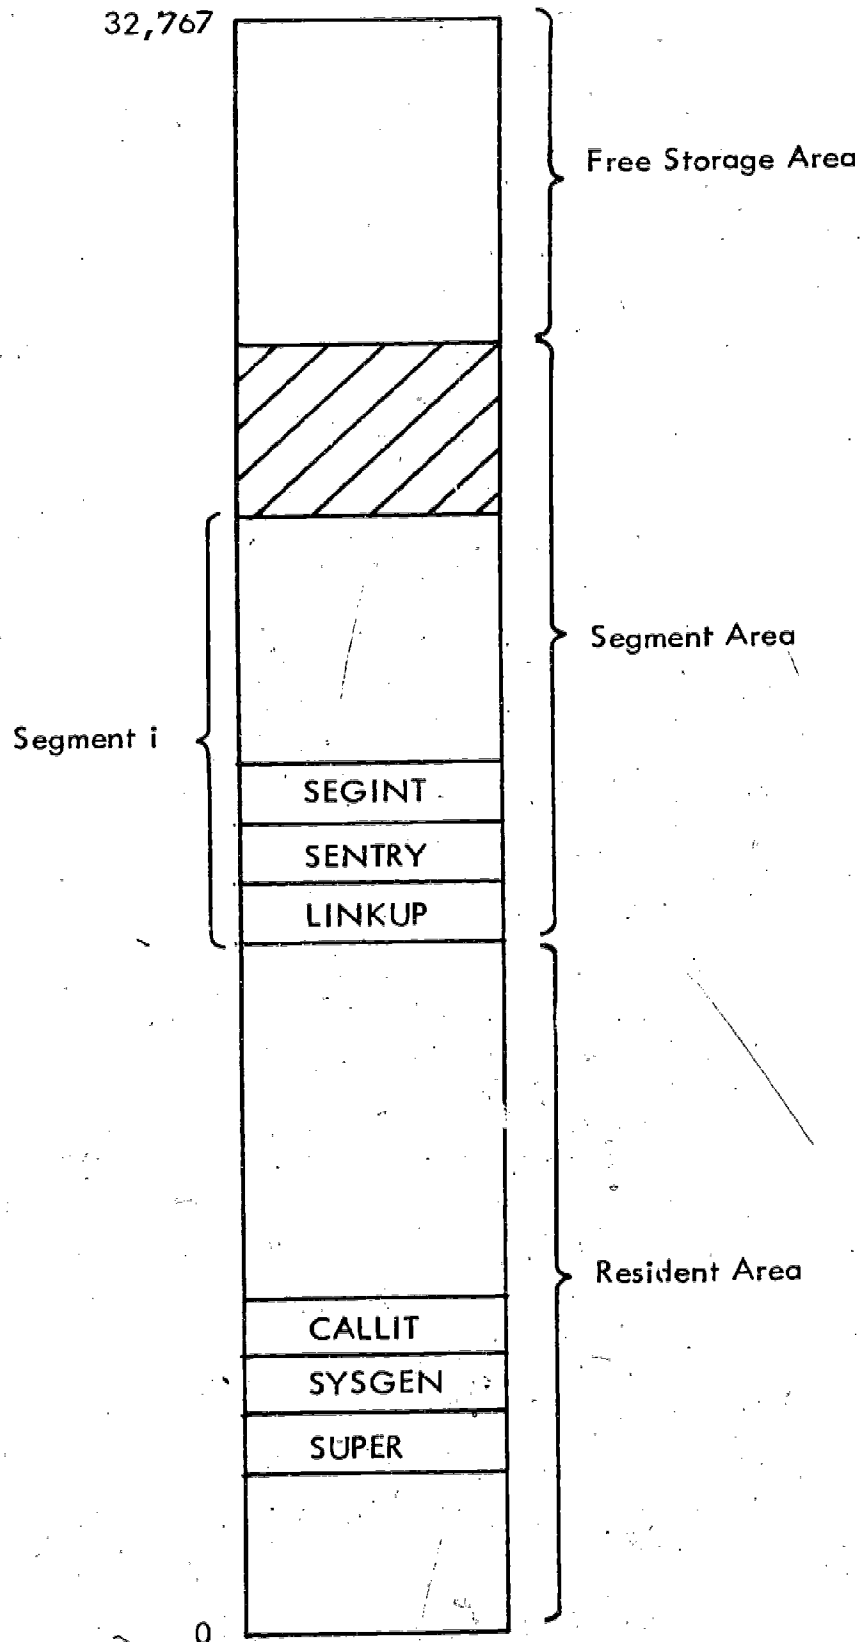 32,767
Free Storage Area
Segment Area
Segment i
SEGINT
SENTRY
LINKUP
Resident Area
CALLIT
SYSGEN
SUPER
0